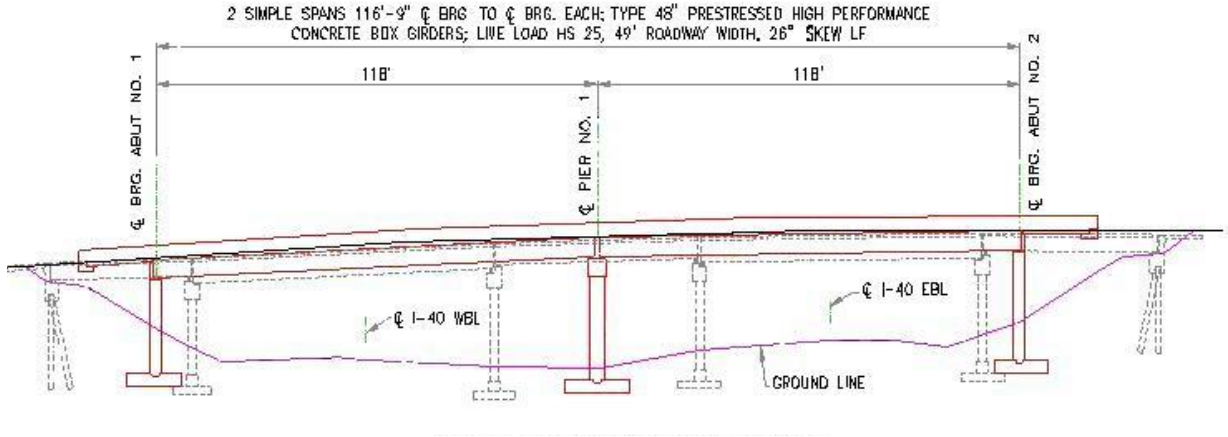 2 SIMPLE SPANS 116'-9" ℄ BRG TO ℄ BRG. EACH; TYPE 48" PRESTRESSED HIGH PERFORMANCE
CONCRETE BOX GIRDERS; LIVE LOAD HS 25, 49' ROADWAY WIDTH, 26° SKEW LF
118'
118'
℄ BRG. ABUT NO. 1
℄ PIER NO. 1
℄ BRG. ABUT NO. 2
℄ I-40 WBL
℄ I-40 EBL
GROUND LINE